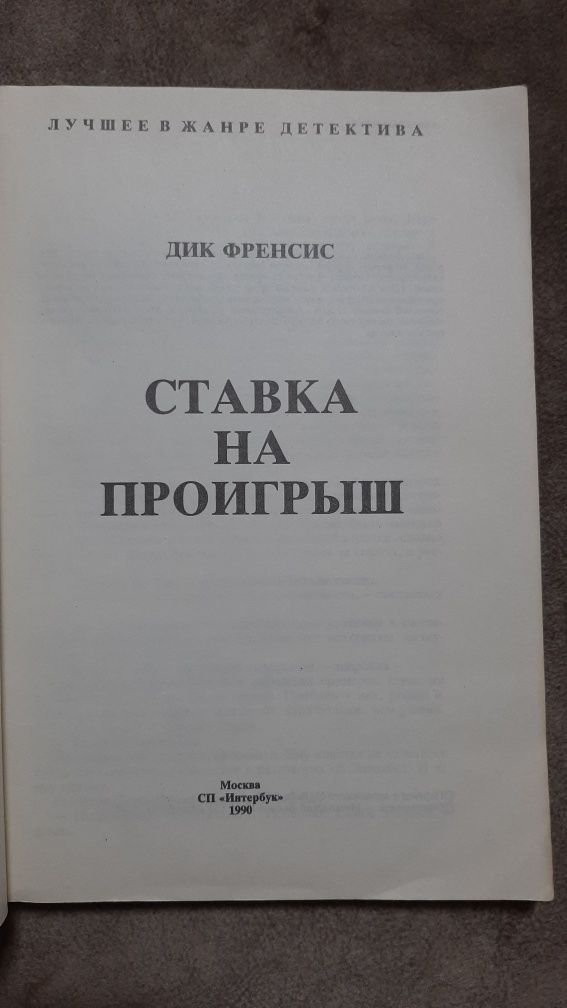 ЛУЧШЕЕ В ЖАНРЕ ДЕТЕКТИВА
ДИК ФРЕНСИС
СТАВКА
НА
ПРОИГРЫШ
Москва
СП «Интербук»
1990